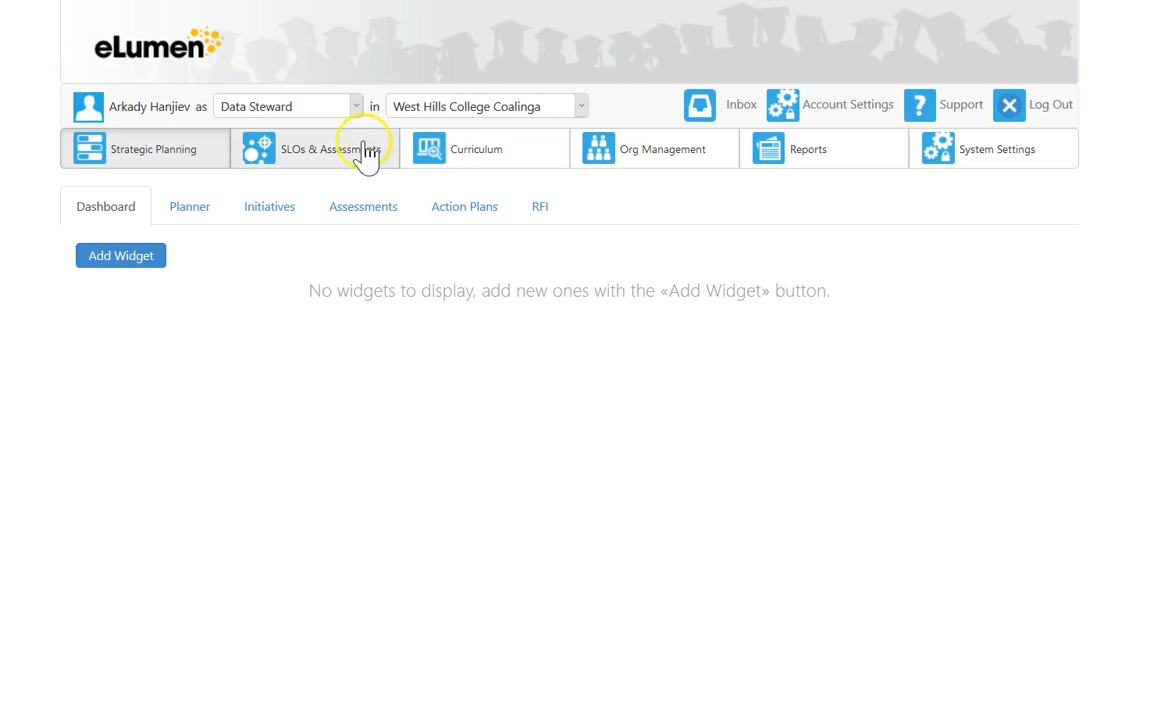 eLumen
Arkady Hanjiev as Data Steward in West Hills College Coalinga Inbox Account Settings Support Log Out
Strategic Planning SLOs & Assessments Curriculum Org Management Reports System Settings
Dashboard Planner Initiatives Assessments Action Plans RFI
Add Widget
No widgets to display, add new ones with the «Add Widget» button.